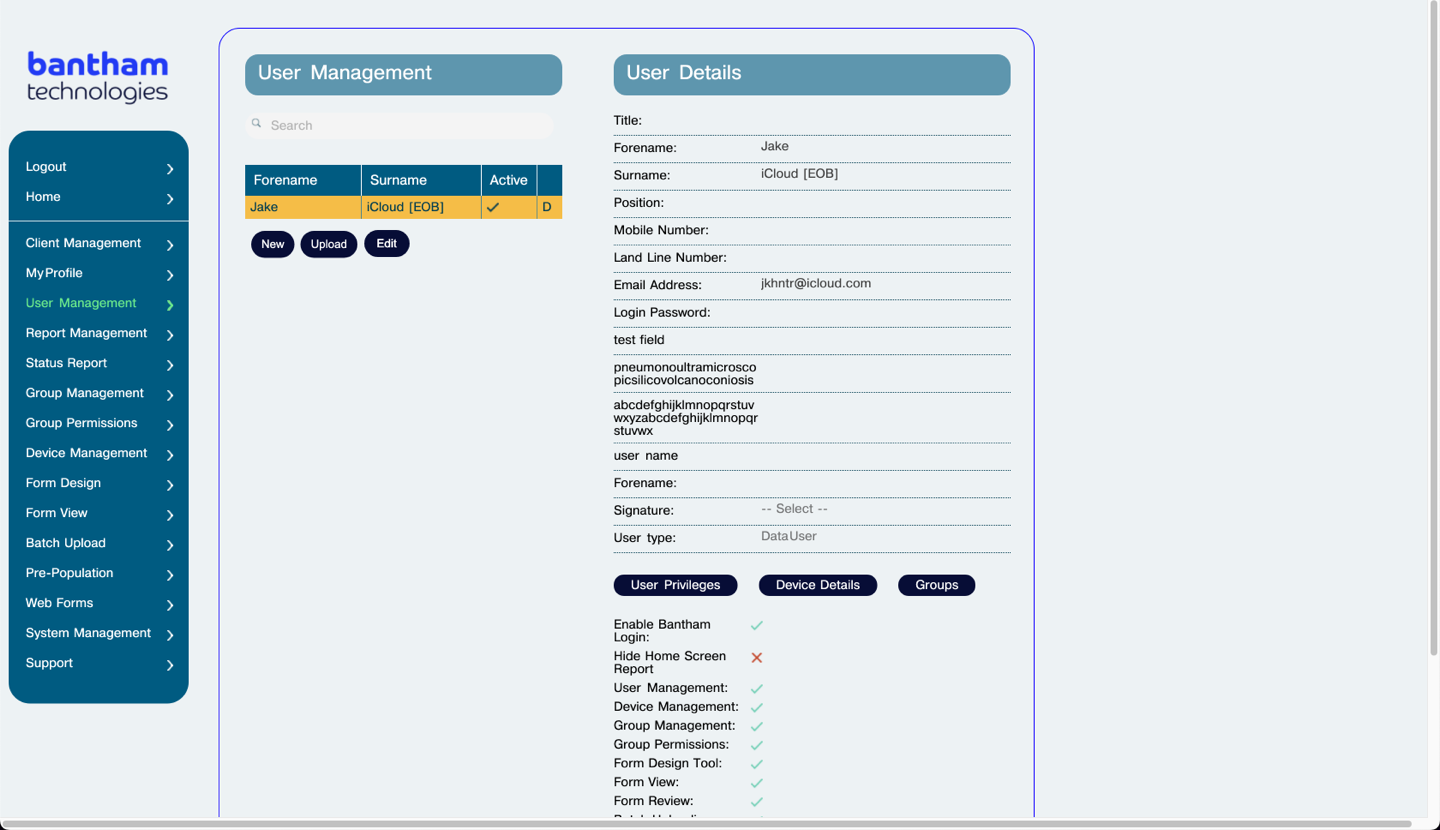 bantham
technologies
Logout
Home
Client Management
My Profile
User Management
Report Management
Status Report
Group Management
Group Permissions
Device Management
Form Design
Form View
Batch Upload
Pre-Population
Web Forms
System Management
Support
User Management
Search
Forename Surname Active
Jake iCloud [EOB] D
New Upload Edit
User Details
Title:
Forename: Jake
Surname: iCloud [EOB]
Position:
Mobile Number:
Land Line Number:
Email Address: jkhntr@icloud.com
Login Password:
test field
pneumonoultramicrosco
picsilicovolcanoconiosis
abcdefghijklmnopqrstuv
wxyzabcdefghijklmnopqr
stuvwx
user name
Forename:
Signature: -- Select --
User type: DataUser
User Privileges Device Details Groups
Enable Bantham
Login:
Hide Home Screen
Report
User Management:
Device Management:
Group Management:
Group Permissions:
Form Design Tool:
Form View:
Form Review: